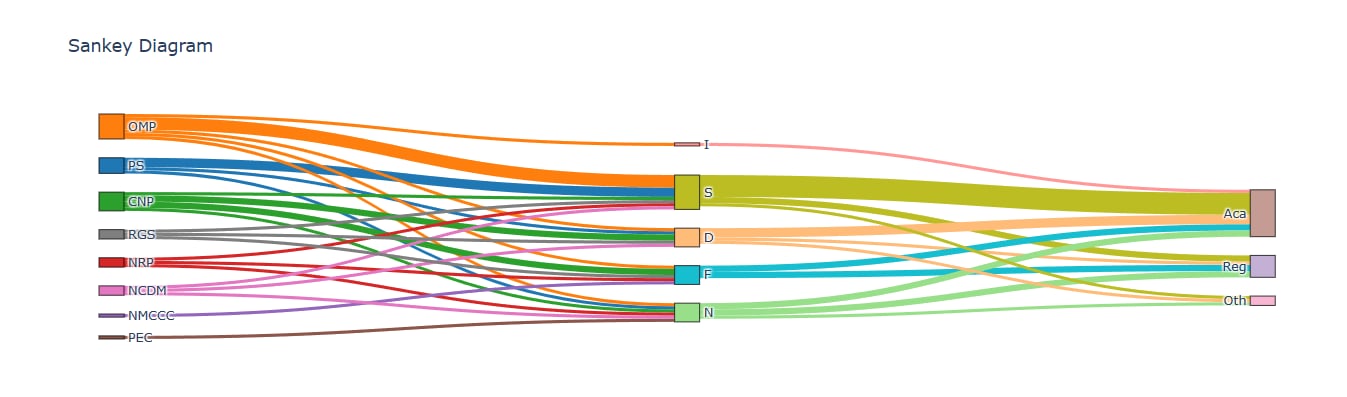 Sankey Diagram
OMP
PS
CNP
RGS
NRP
NCDM
NMCCC
PEC
I
S
D
F
N
Aca
Reg
Oth